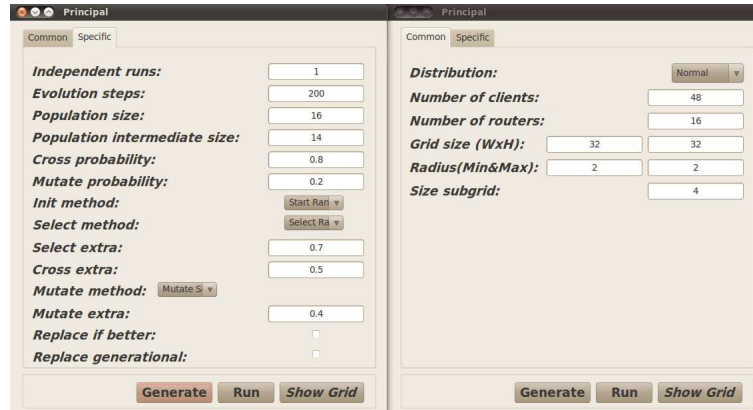 Principal
Common Specific
Independent runs: 1
Evolution steps: 200
Population size: 16
Population intermediate size: 14
Cross probability: 0.8
Mutate probability: 0.2
Init method: Start Ran
Select method: Select Ra
Select extra: 0.7
Cross extra: 0.5
Mutate method: Mutate S
Mutate extra: 0.4
Replace if better:
Replace generational:
Generate Run Show Grid
Principal
Common Specific
Distribution: Normal
Number of clients: 48
Number of routers: 16
Grid size (WxH): 32 32
Radius(Min&Max): 2 2
Size subgrid: 4
Generate Run Show Grid